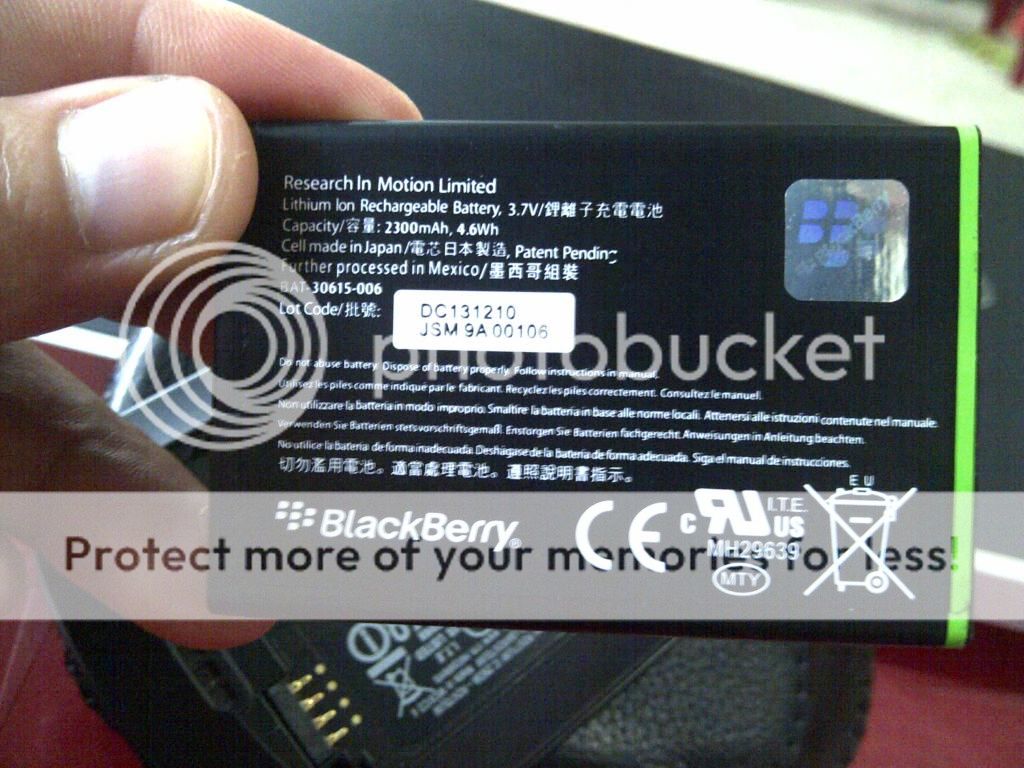 Research In Motion Limited
Lithium Ion Rechargeable Battery, 3.7V/鋰離子充電電池
Capacity/容量: 2300mAh, 4.6Wh
Cell made in Japan/電芯日本製造, Patent Pending
Further processed in Mexico/墨西哥組裝
BAT-30615-006
Lot Code/批號:
DC131210
JSM 9A 00106
photobucket
Do not abuse battery. Dispose of battery properly. Follow instructions in manual.
Utilisez les piles comme indiqué par le fabricant. Recyclez les piles correctement. Consultez le manuel.
Non utilizzare la batteria in modo improprio. Smaltire la batteria in base alle norme locali. Attenersi alle istruzioni contenute nel manuale.
Verwenden Sie Batterien stets vorschriftsgemäß. Enstorgen Sie Batterien fachgerecht. Anweisungen in Anleitung beachten.
No utilice la bateria de forma inadecuada. Deshágase de la bateria de forma adecuada. Siga el manual de instrucciones.
切勿濫用電池。適當處理電池。遵照說明書指示。
EU
BlackBerry®
CE
c RU US
I.T.E.
MH29639
MTY
Protect more of your memories for less!